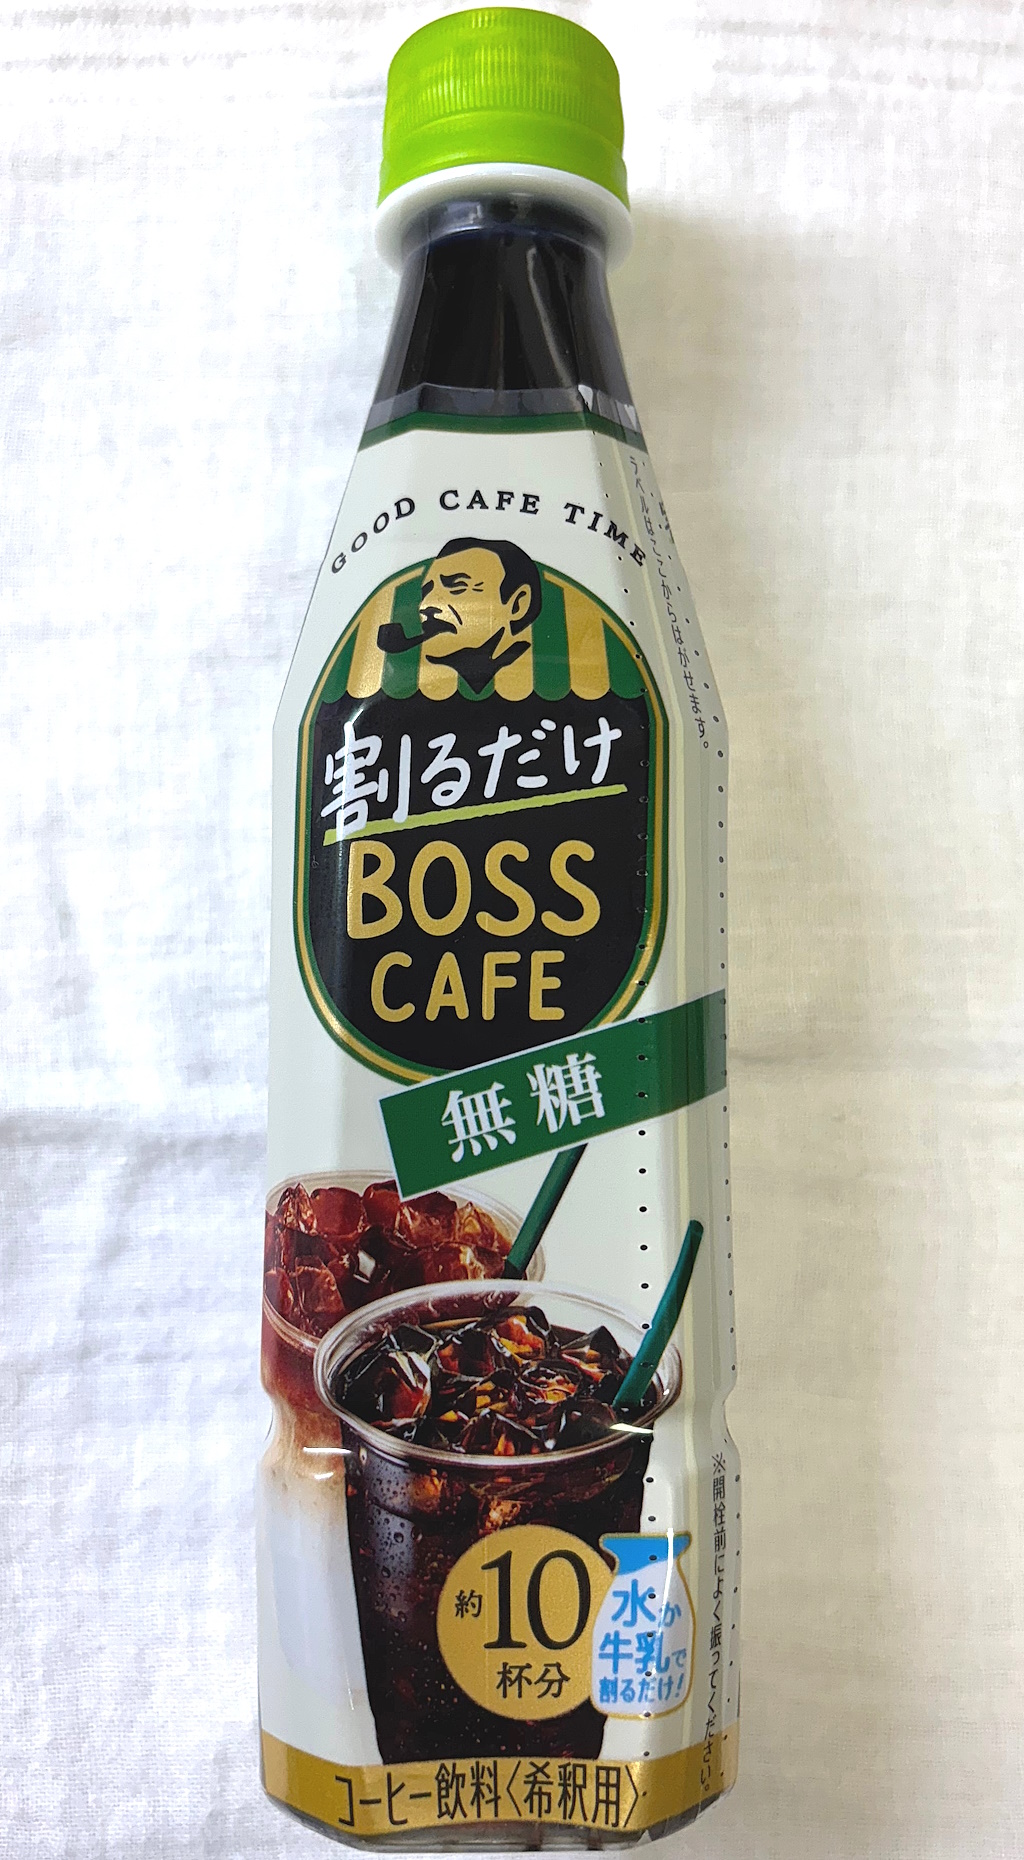 GOOD CAFE TIME
ラベルはここからはがせます。
割るだけ
BOSS
CAFE
無糖
約10
杯分
水か
牛乳で
割るだけ!
※開栓前によく振ってください。
コーヒー飲料〈希釈用〉